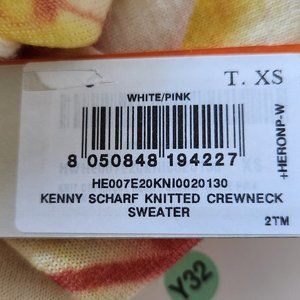 T. XS
WHITE/PINK
8 050848 194227
HE007E20KNI0020130
KENNY SCHARF KNITTED CREWNECK
SWEATER
2TM
+HERONP-W
Y32